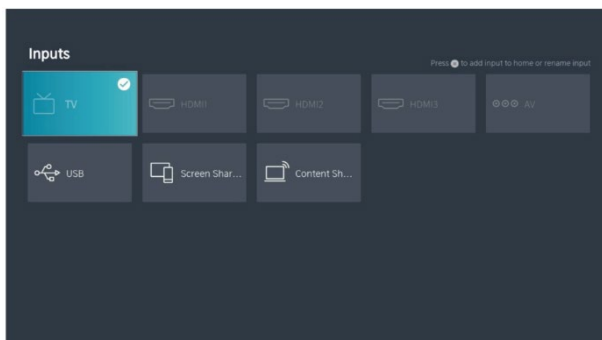 Inputs
Press to add input to home or rename input
TV
HDMI1
HDMI2
HDMI3
AV
USB
Screen Shar...
Content Sh...